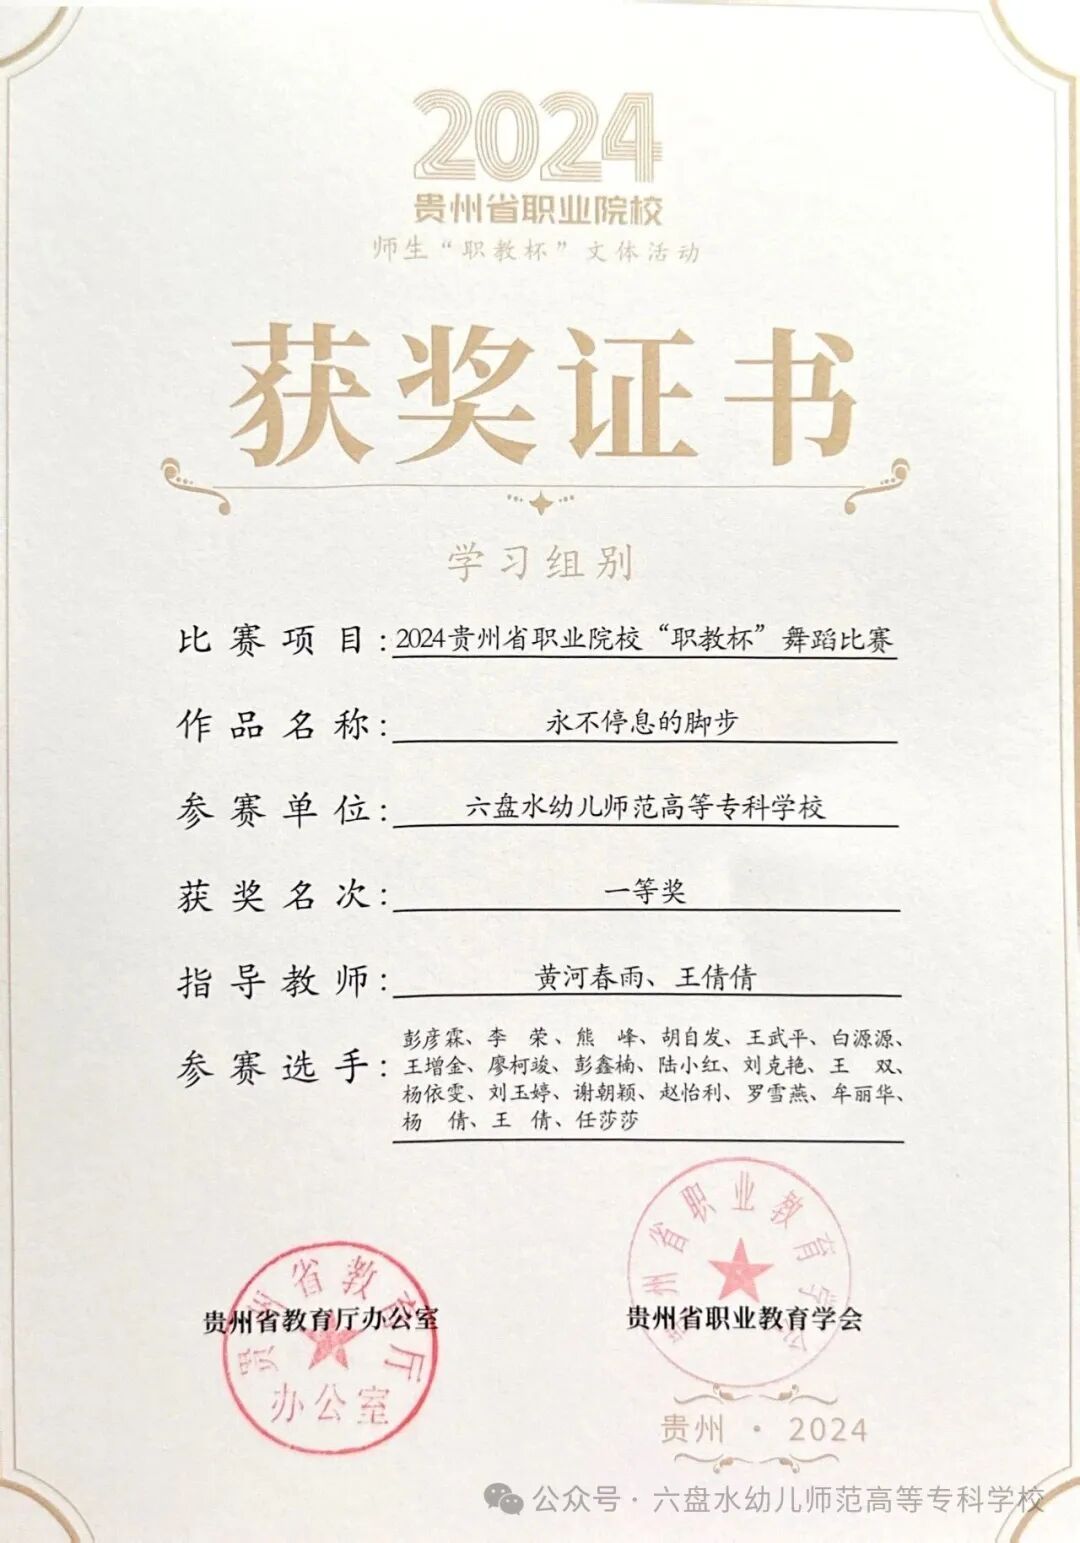 2024
贵州省职业院校
师生“职教杯”文体活动
获奖证书
学习组别
比赛项目：2024贵州省职业院校“职教杯”舞蹈比赛
作品名称：永不停息的脚步
参赛单位：六盘水幼儿师范高等专科学校
获奖名次：一等奖
指导教师：黄河春雨、王倩倩
参赛选手：彭彦霖、李 荣、熊 峰、胡自发、王武平、白源源、
王增金、廖柯竣、彭鑫楠、陆小红、刘克艳、王 双、
杨依雯、刘玉婷、谢朝颖、赵怡利、罗雪燕、牟丽华、
杨 倩、王 倩、任莎莎
贵州省教育厅办公室
贵州省教育厅
办公室
贵州省职业教育学会
贵州省职业教育学会
贵州·2024
公众号·六盘水幼儿师范高等专科学校